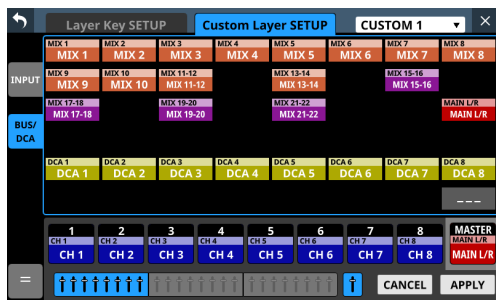 Layer Key SETUP Custom Layer SETUP CUSTOM 1 ▼ ×
MIX 1 MIX 2 MIX 3 MIX 4 MIX 5 MIX 6 MIX 7 MIX 8
MIX 1 MIX 2 MIX 3 MIX 4 MIX 5 MIX 6 MIX 7 MIX 8
INPUT
MIX 9 MIX 10 MIX 11-12 MIX 13-14 MIX 15-16
MIX 9 MIX 10 MIX 11-12 MIX 13-14 MIX 15-16
MIX 17-18 MIX 19-20 MIX 21-22 MAIN L/R
MIX 17-18 MIX 19-20 MIX 21-22 MAIN L/R
BUS/
DCA
DCA 1 DCA 2 DCA 3 DCA 4 DCA 5 DCA 6 DCA 7 DCA 8
DCA 1 DCA 2 DCA 3 DCA 4 DCA 5 DCA 6 DCA 7 DCA 8
---
1 2 3 4 5 6 7 8 MASTER
CH 1 CH 2 CH 3 CH 4 CH 5 CH 6 CH 7 CH 8 MAIN L/R
CH 1 CH 2 CH 3 CH 4 CH 5 CH 6 CH 7 CH 8 MAIN L/R
CANCEL APPLY